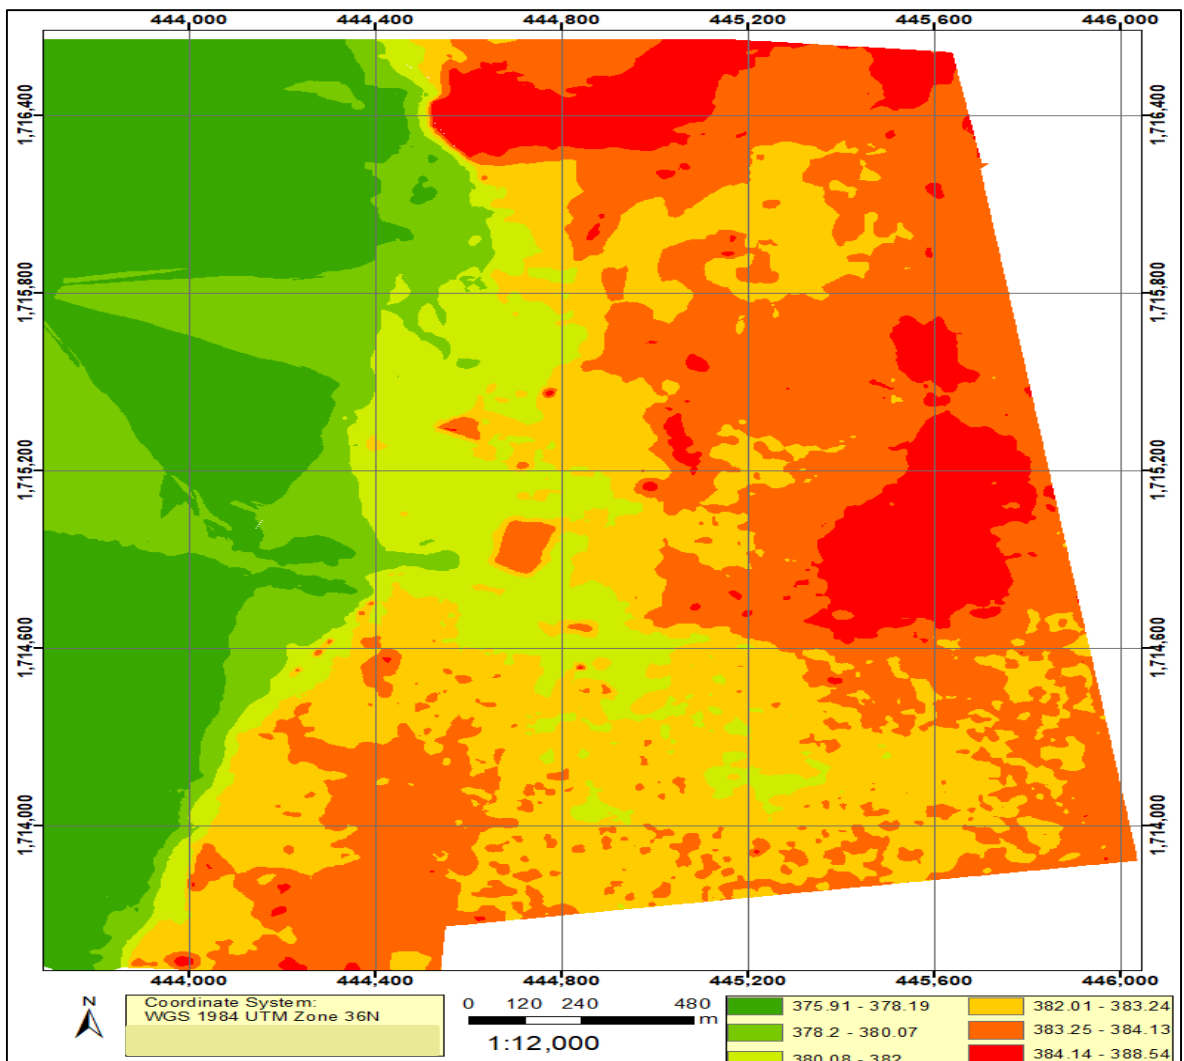 444,000 444,400 444,800 445,200 445,600 446,000
1,716,400 1,716,400
1,715,800 1,715,800
1,715,200 1,715,200
1,714,600 1,714,600
1,714,000 1,714,000
444,000 444,400 444,800 445,200 445,600 446,000
N
Coordinate System:
WGS 1984 UTM Zone 36N
0 120 240 480
m
1:12,000
375.91 - 378.19
378.2 - 380.07
380.08 - 382
382.01 - 383.24
383.25 - 384.13
384.14 - 388.54